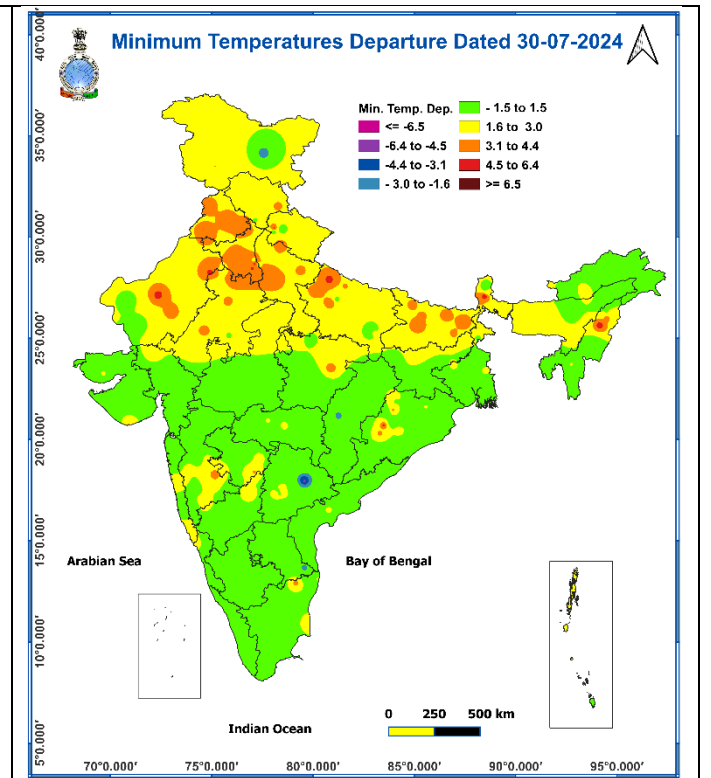 Minimum Temperatures Departure Dated 30-07-2024
Min. Temp. Dep.
<= -6.5
-6.4 to -4.5
-4.4 to -3.1
- 3.0 to -1.6
- 1.5 to 1.5
1.6 to 3.0
3.1 to 4.4
4.5 to 6.4
>= 6.5
40°0.000'
35°0.000'
30°0.000'
25°0.000'
20°0.000'
15°0.000'
10°0.000'
5°0.000'
Arabian Sea
Bay of Bengal
Indian Ocean
0 250 500 km
70°0.000' 75°0.000' 80°0.000' 85°0.000' 90°0.000' 95°0.000'